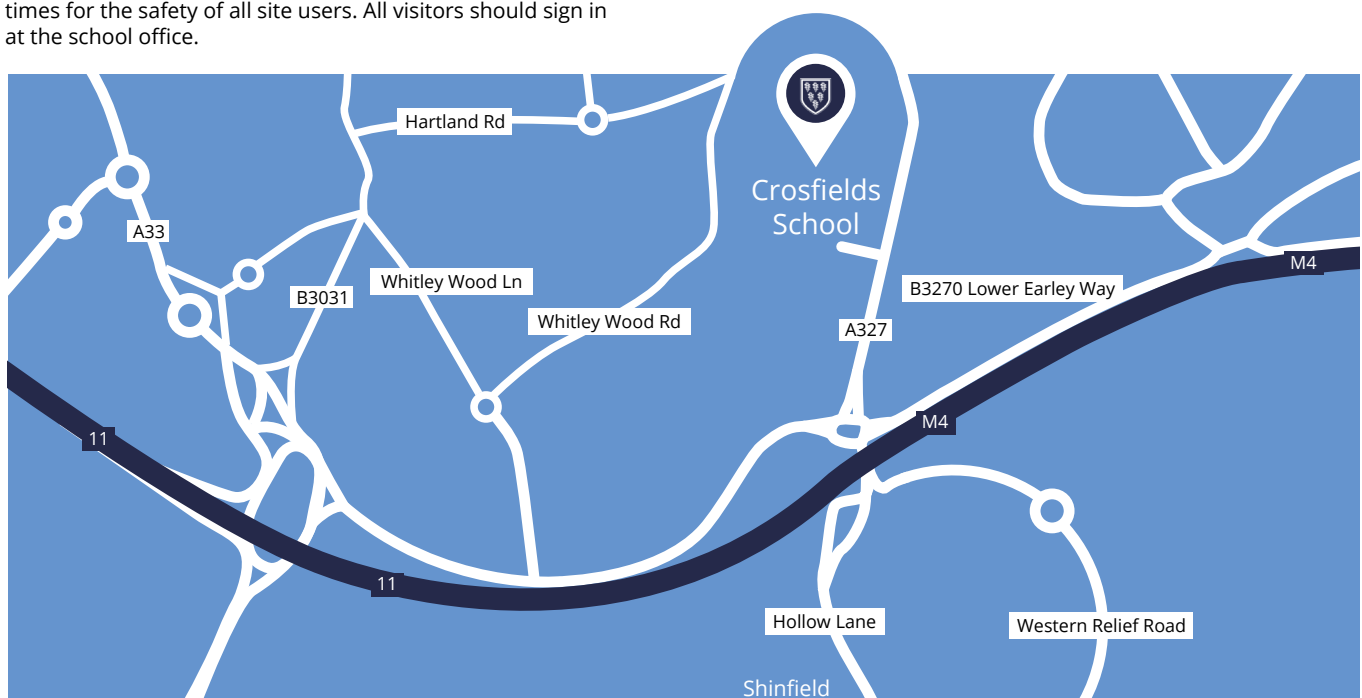 times for the safety of all site users. All visitors should sign in
at the school office.
Hartland Rd
Crosfields
School
A33
M4
Whitley Wood Ln
B3270 Lower Earley Way
B3031
Whitley Wood Rd
A327
M4
11
11
Hollow Lane
Western Relief Road
Shinfield